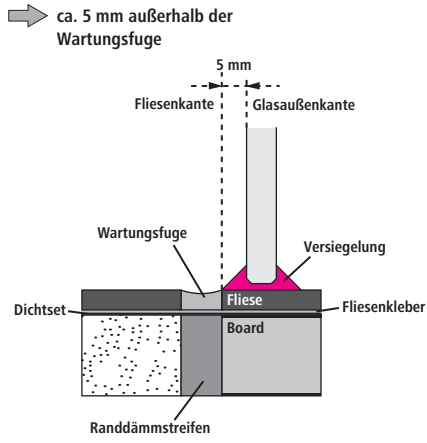 ca. 5 mm außerhalb der
Wartungsfuge
5 mm
Fliesenkante
Glasaußenkante
Wartungsfuge
Versiegelung
Fliese
Dichtset
Fliesenkleber
Board
Randdämmstreifen